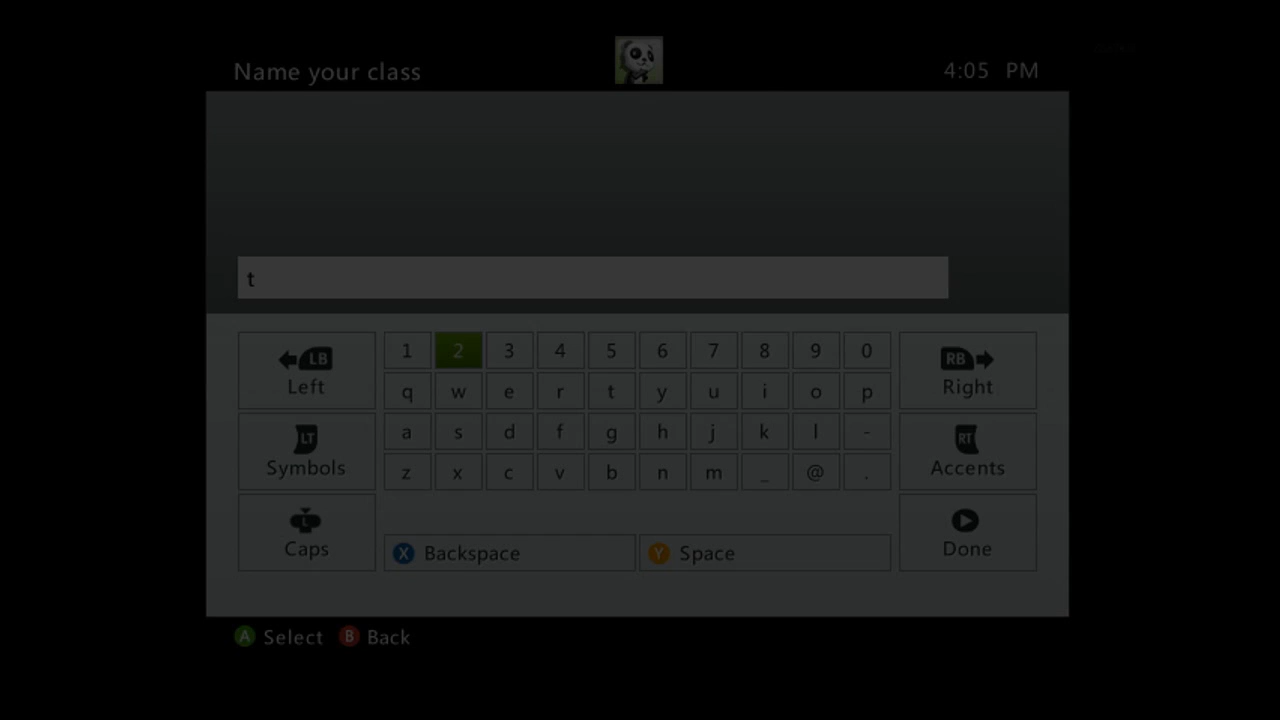 Name your class
4:05 PM
t
LB
Left
1 2 3 4 5 6 7 8 9 0
RB
Right
q w e r t y u i o p
LT
Symbols
a s d f g h j k l -
RT
Accents
z x c v b n m _ @ .
L
Caps
X Backspace
Y Space
Done
A Select B Back